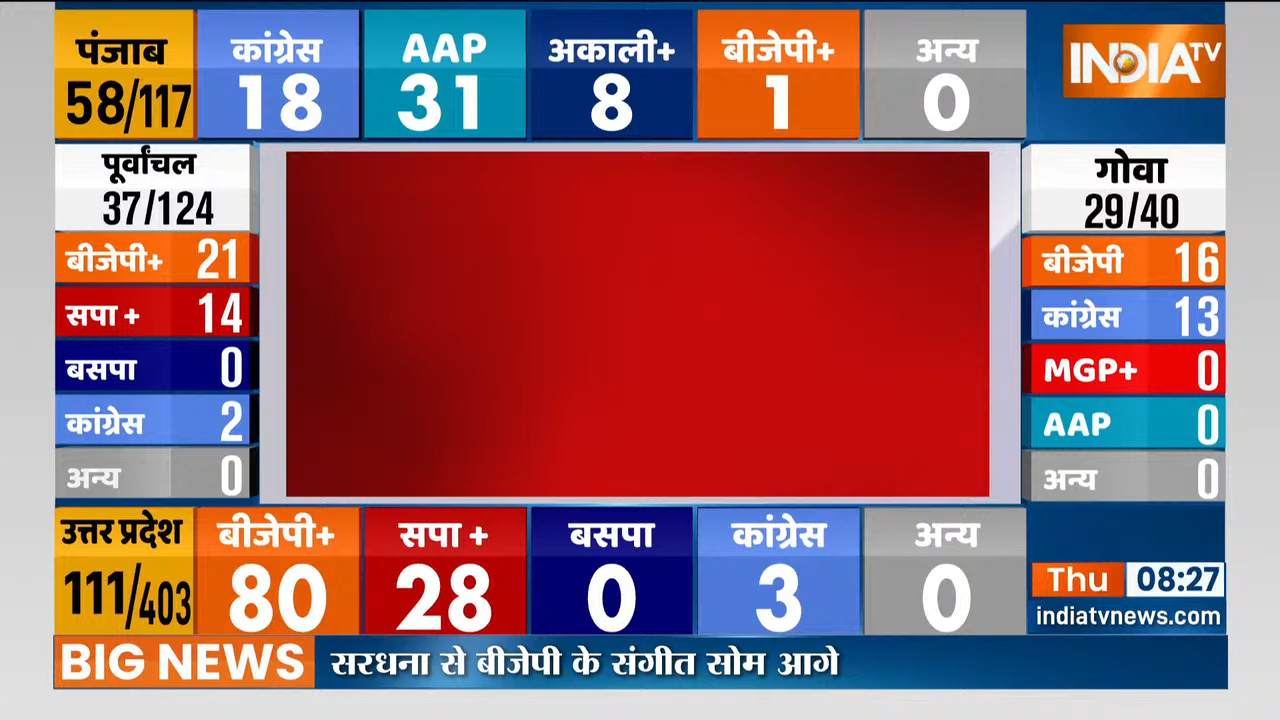 पंजाब
58/117
कांग्रेस
18
AAP
31
अकाली+
8
बीजेपी+
1
अन्य
0
INDIA TV
पूर्वांचल
37/124
बीजेपी+ 21
सपा + 14
बसपा 0
कांग्रेस 2
अन्य 0
गोवा
29/40
बीजेपी 16
कांग्रेस 13
MGP+ 0
AAP 0
अन्य 0
उत्तर प्रदेश
111/403
बीजेपी+
80
सपा +
28
बसपा
0
कांग्रेस
3
अन्य
0
Thu 08:27
indiatvnews.com
BIG NEWS सरधना से बीजेपी के संगीत सोम आगे